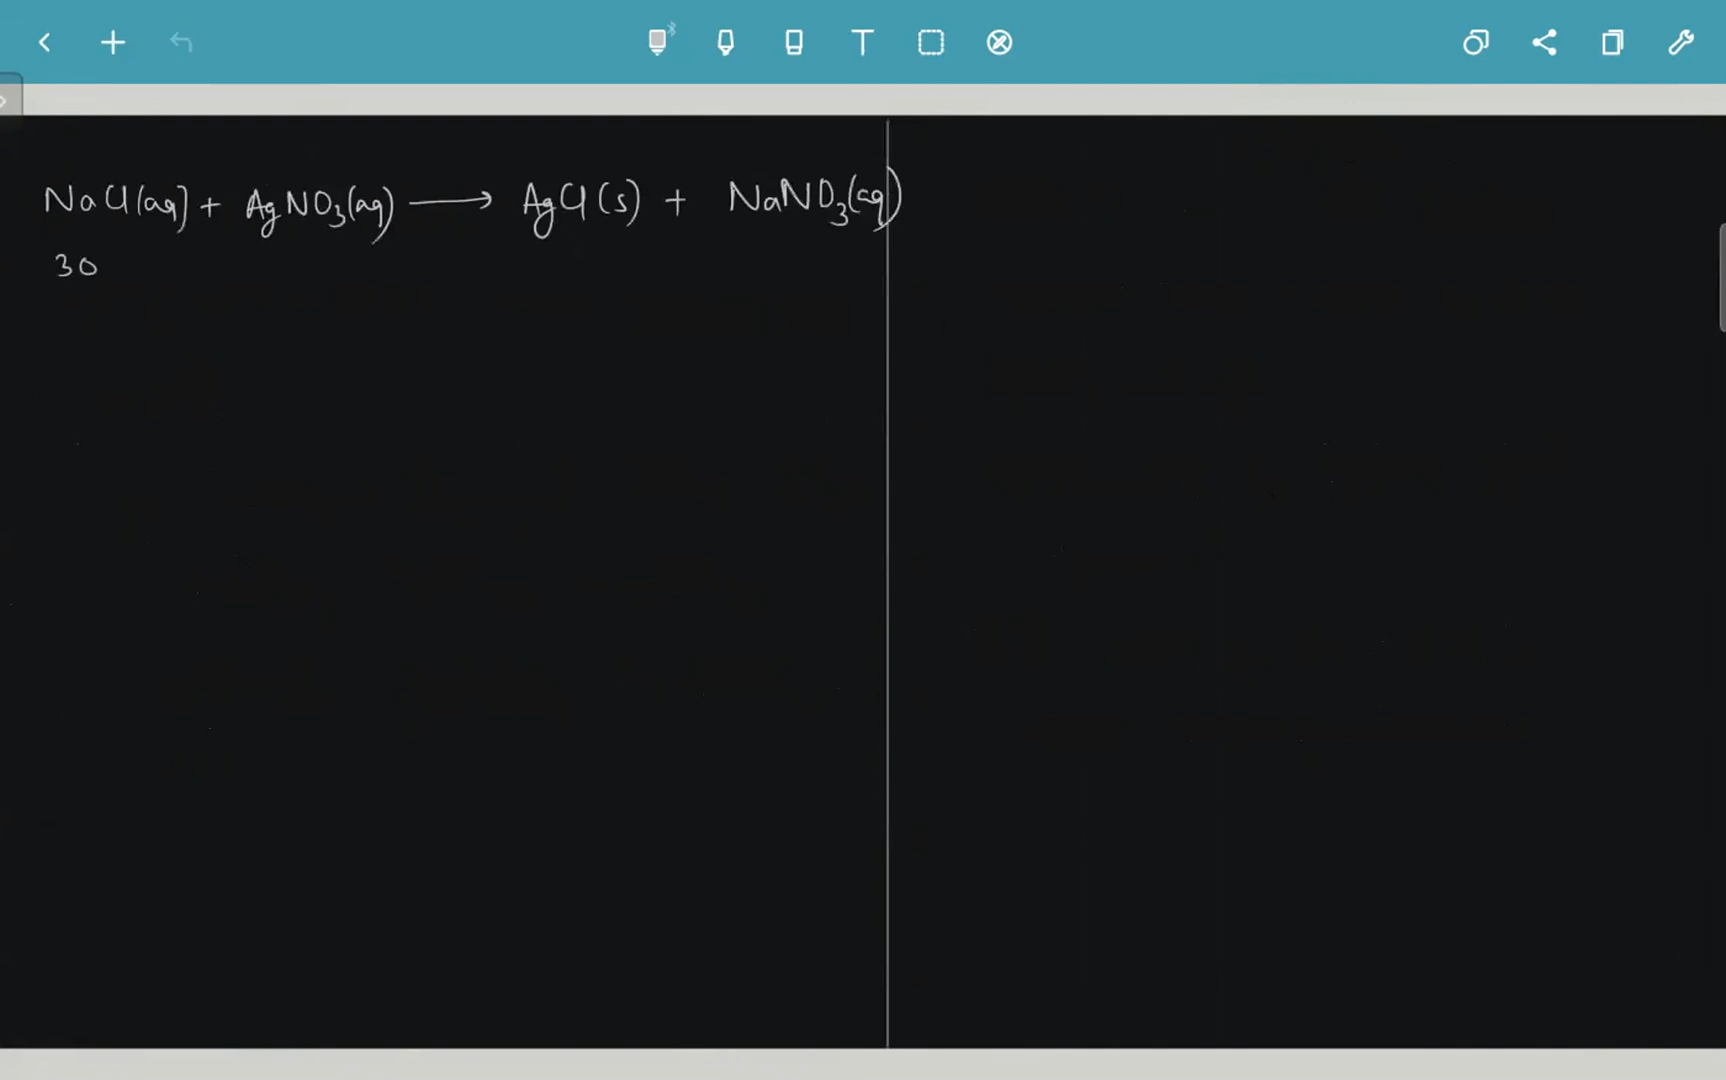 NaCl(aq) + AgNO₃(aq) ⟶ AgCl(s) + NaNO₃(aq)
30